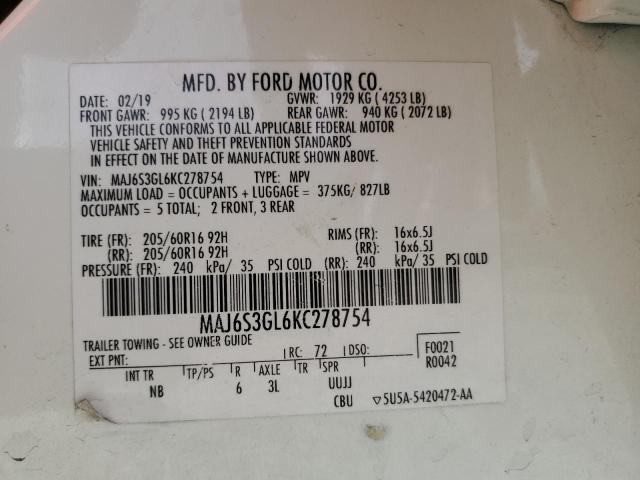 MFD. BY FORD MOTOR CO.
DATE: 02/19 GVWR: 1929 KG ( 4253 LB)
FRONT GAWR: 995 KG ( 2194 LB) REAR GAWR: 940 KG ( 2072 LB)
THIS VEHICLE CONFORMS TO ALL APPLICABLE FEDERAL MOTOR
VEHICLE SAFETY AND THEFT PREVENTION STANDARDS
IN EFFECT ON THE DATE OF MANUFACTURE SHOWN ABOVE.
VIN: MAJ6S3GL6KC278754 TYPE: MPV
MAXIMUM LOAD = OCCUPANTS + LUGGAGE = 375KG/ 827LB
OCCUPANTS = 5 TOTAL; 2 FRONT, 3 REAR
TIRE (FR): 205/60R16 92H RIMS (FR): 16x6.5J
(RR): 205/60R16 92H (RR): 16x6.5J
PRESSURE (FR): 240 kPa/ 35 PSI COLD (RR): 240 kPa/ 35 PSI COLD
MAJ6S3GL6KC278754
TRAILER TOWING - SEE OWNER GUIDE
EXT PNT: RC: 72 DSO: F0021
R0042
INT TR TP/PS R AXLE TR SPR
NB 6 3L UUJJ
CBU ▽5U5A-5420472-AA